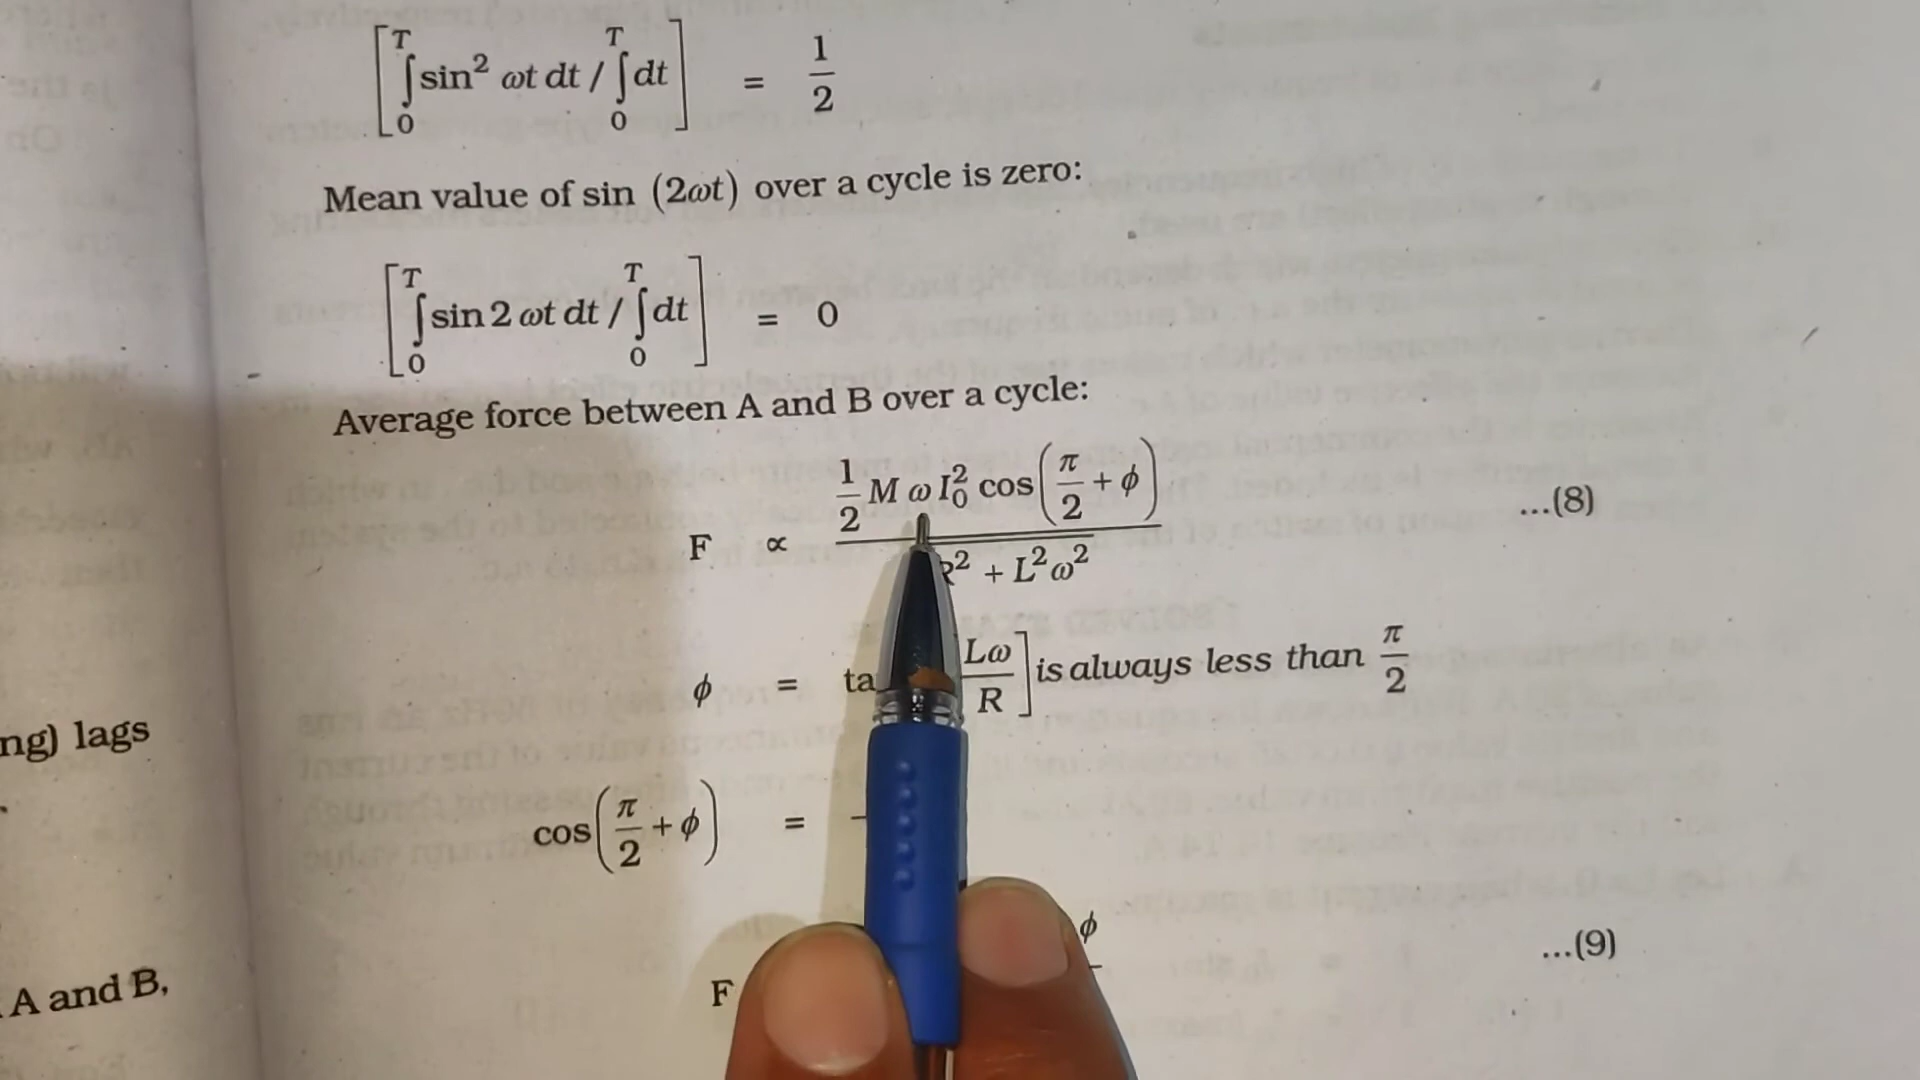 [∫₀ᵀ sin² ωt dt / ∫₀ᵀ dt] = 1/2
Mean value of sin (2ωt) over a cycle is zero:
[∫₀ᵀ sin 2 ωt dt / ∫₀ᵀ dt] = 0
Average force between A and B over a cycle:
F ∝ 1/2 M ω I₀² cos(π/2 + ϕ) / R² + L²ω² ...(8)
ϕ = ta Lω/R] is always less than π/2
ng) lags
cos(π/2 + ϕ) = –
ϕ ...(9)
A and B,
F